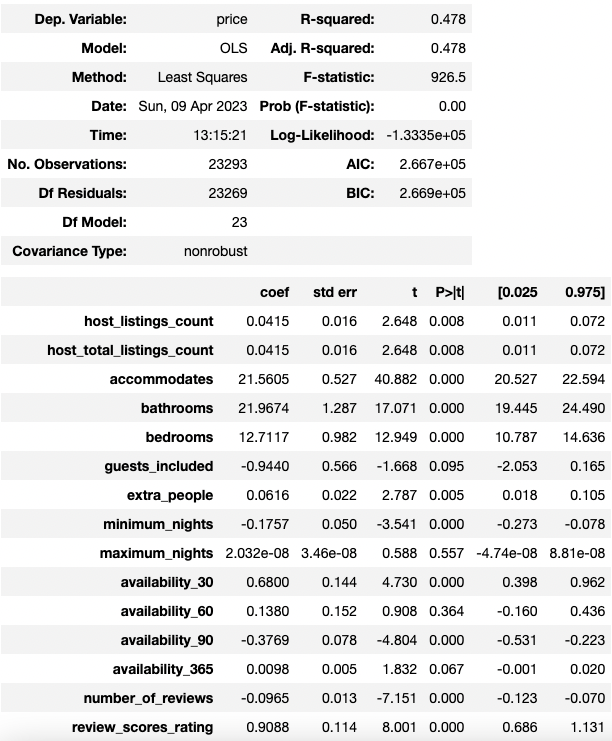 Dep. Variable: price R-squared: 0.478
Model: OLS Adj. R-squared: 0.478
Method: Least Squares F-statistic: 926.5
Date: Sun, 09 Apr 2023 Prob (F-statistic): 0.00
Time: 13:15:21 Log-Likelihood: -1.3335e+05
No. Observations: 23293 AIC: 2.667e+05
Df Residuals: 23269 BIC: 2.669e+05
Df Model: 23
Covariance Type: nonrobust
coef std err t P>|t| [0.025 0.975]
host_listings_count 0.0415 0.016 2.648 0.008 0.011 0.072
host_total_listings_count 0.0415 0.016 2.648 0.008 0.011 0.072
accommodates 21.5605 0.527 40.882 0.000 20.527 22.594
bathrooms 21.9674 1.287 17.071 0.000 19.445 24.490
bedrooms 12.7117 0.982 12.949 0.000 10.787 14.636
guests_included -0.9440 0.566 -1.668 0.095 -2.053 0.165
extra_people 0.0616 0.022 2.787 0.005 0.018 0.105
minimum_nights -0.1757 0.050 -3.541 0.000 -0.273 -0.078
maximum_nights 2.032e-08 3.46e-08 0.588 0.557 -4.74e-08 8.81e-08
availability_30 0.6800 0.144 4.730 0.000 0.398 0.962
availability_60 0.1380 0.152 0.908 0.364 -0.160 0.436
availability_90 -0.3769 0.078 -4.804 0.000 -0.531 -0.223
availability_365 0.0098 0.005 1.832 0.067 -0.001 0.020
number_of_reviews -0.0965 0.013 -7.151 0.000 -0.123 -0.070
review_scores_rating 0.9088 0.114 8.001 0.000 0.686 1.131